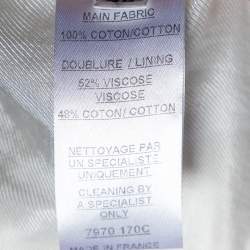 MAIN FABRIC
100% COTON/COTTON
DOUBLURE / LINING
52% VISCOSE
VISCOSE
48% COTON/ COTTON
NETTOYAGE PAR
UN SPECIALISTE
UNIQUEMENT.
CLEANING BY
A SPECIALIST
ONLY
7970 170C
MADE IN FRANCE